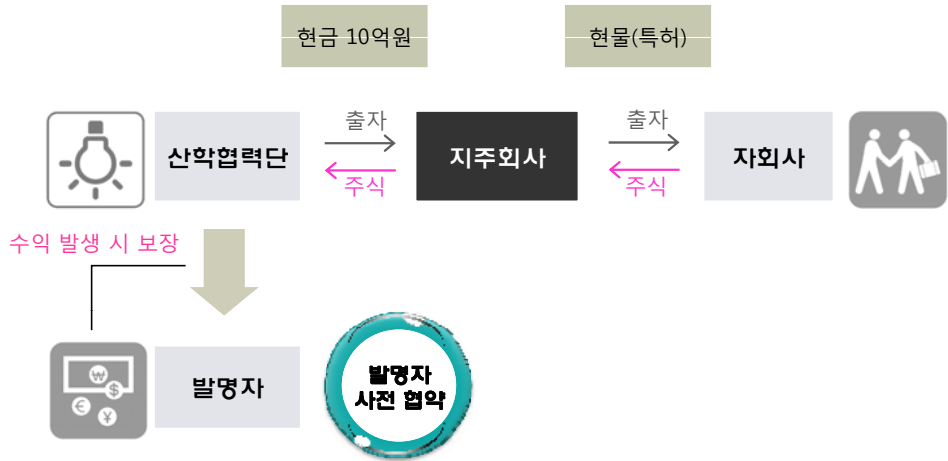 현금 10억원
현물(특허)
출자
출자
산학협력단
지주회사
자회사
주식
주식
수익 발생 시 보장
발명자
발명자
사전 협약